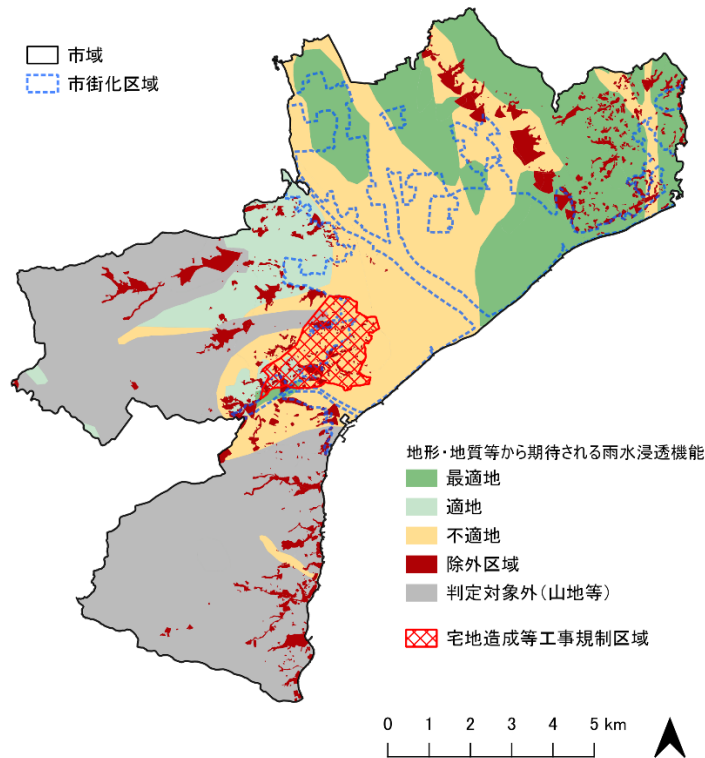 市域
市街化区域
地形・地質等から期待される雨水浸透機能
最適地
適地
不適地
除外区域
判定対象外(山地等)
宅地造成等工事規制区域
0 1 2 3 4 5 km